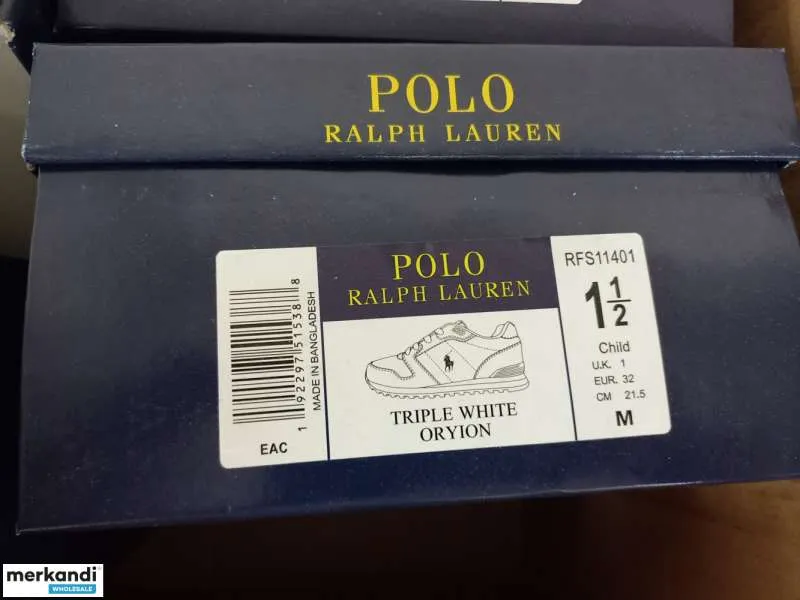 POLO
RALPH LAUREN
192297515388
MADE IN BANGLADESH
EAC
POLO
RALPH LAUREN
TRIPLE WHITE
ORYION
RFS11401
1 1/2
Child
U.K. 1
EUR. 32
CM 21.5
M
merkandi
WHOLESALE